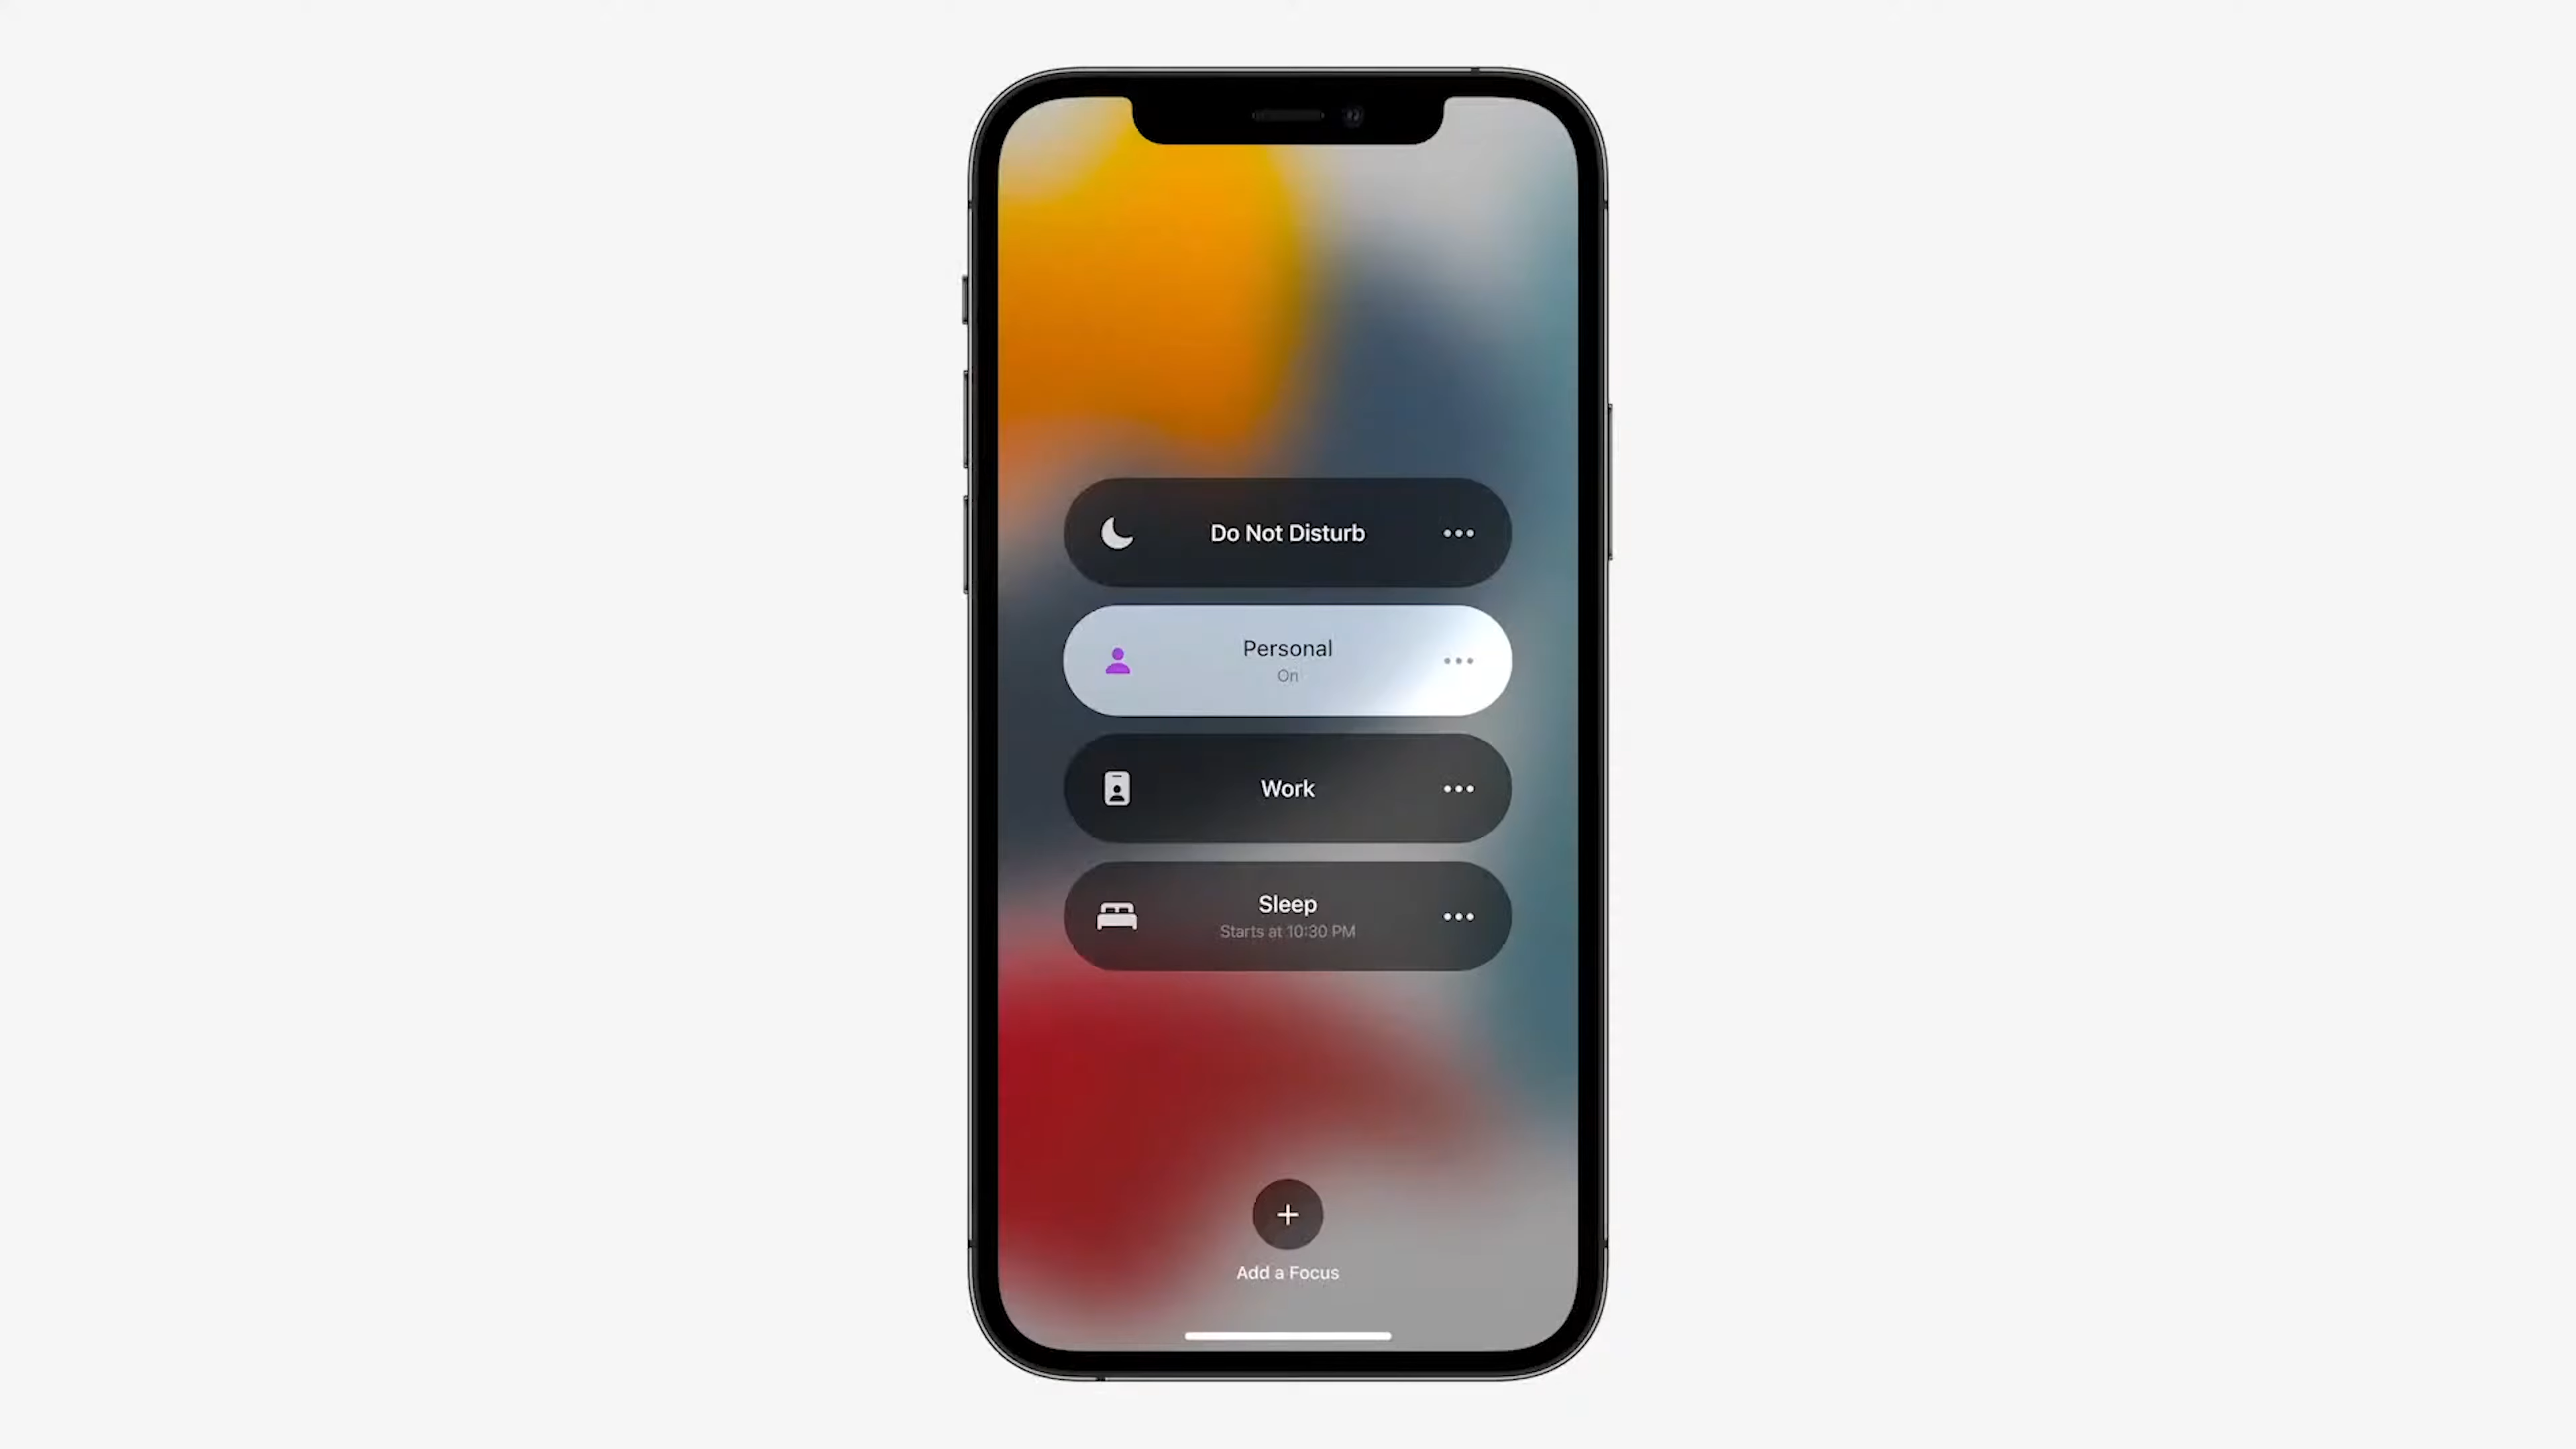 Do Not Disturb
Personal
On
Work
Sleep
Starts at 10:30 PM
Add a Focus